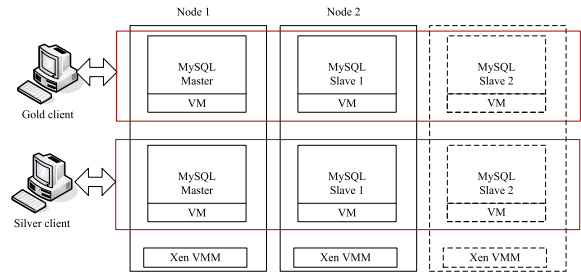 Node 1
Node 2
MySQL
Master
VM
MySQL
Slave 1
VM
MySQL
Slave 2
VM
Gold client
MySQL
Master
VM
MySQL
Slave 1
VM
MySQL
Slave 2
VM
Silver client
Xen VMM
Xen VMM
Xen VMM